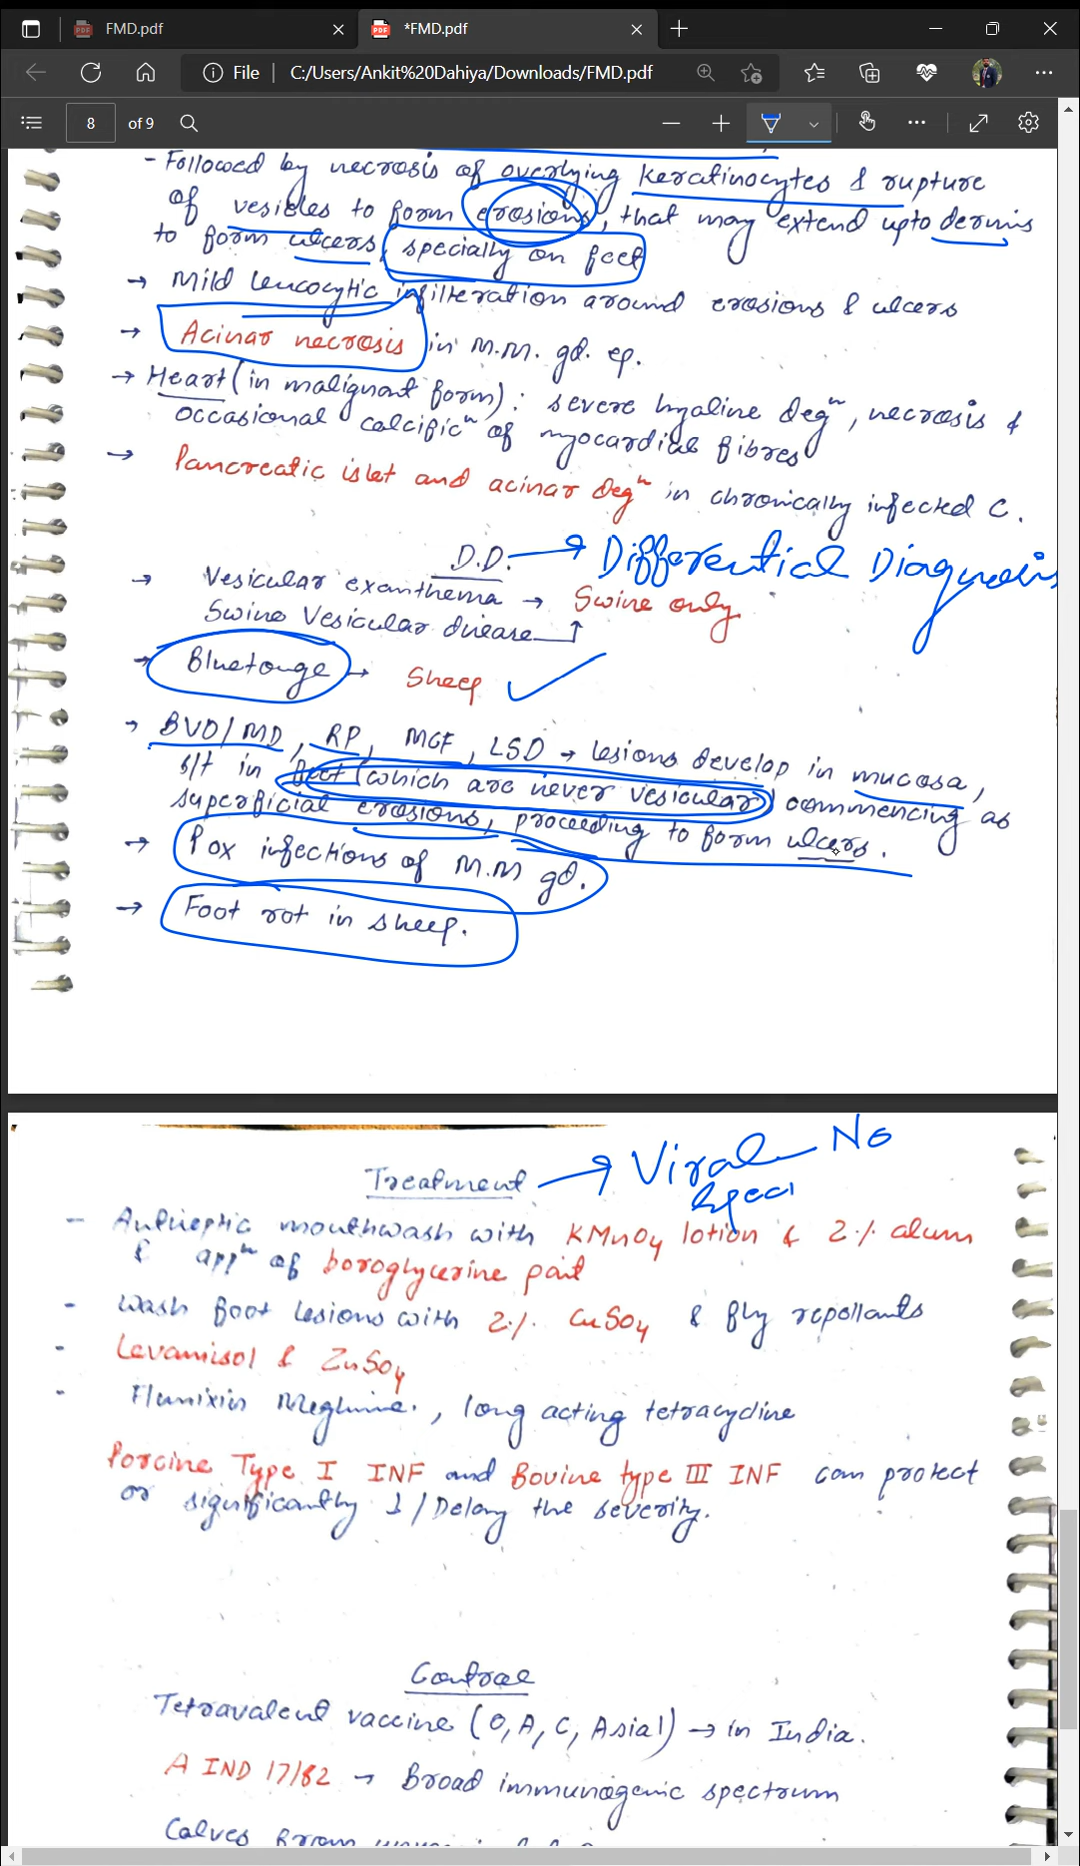 FMD.pdf
*FMD.pdf
File C:/Users/Ankit%20Dahiya/Downloads/FMD.pdf
8 of 9
- Followed by necrosis of overlying keratinocytes & rupture
of vesicles to form erosions, that may extend upto dermis
to form ulcers, specially on feet
→ Mild leucocytic infilteration around erosions & ulcers
→ Acinar necrosis in M.M. gd. ep.
→ Heart (in malignant form): severe hyaline degⁿ, necrosis &
occasional calcificⁿ of myocardial fibres
→ Pancreatic islet and acinar degⁿ in chronically infected C.
D.D. → Differential Diagnosis
→ Vesicular exanthema → Swine only
Swine Vesicular disease
→ Bluetouge → Sheep ✓
→ BVD/MD, RP, MCF, LSD → lesions develop in mucosa,
s/t in feet (which are never vesicular) commencing as
superficial erosions, proceeding to form ulcers.
→ Pox infections of M.M gd.
→ Foot rot in sheep.
Treatment → Viral No
- Antiseptic mouthwash with KMnO4 lotion & 2% alum
& appⁿ of boroglycerine paint
- Wash foot lesions with 2% CuSO4 & fly repollants
- Levamisol & ZnSO4
- Flunixin Meglumine, long acting tetracycline
Porcine Type I INF and Bovine type III INF can protect
or significantly ↓/Delay the severity.
Control
Tetravalent vaccine (O, A, C, Asia1) → in India.
A IND 17/82 → Broad immunogenic spectrum
Calves from